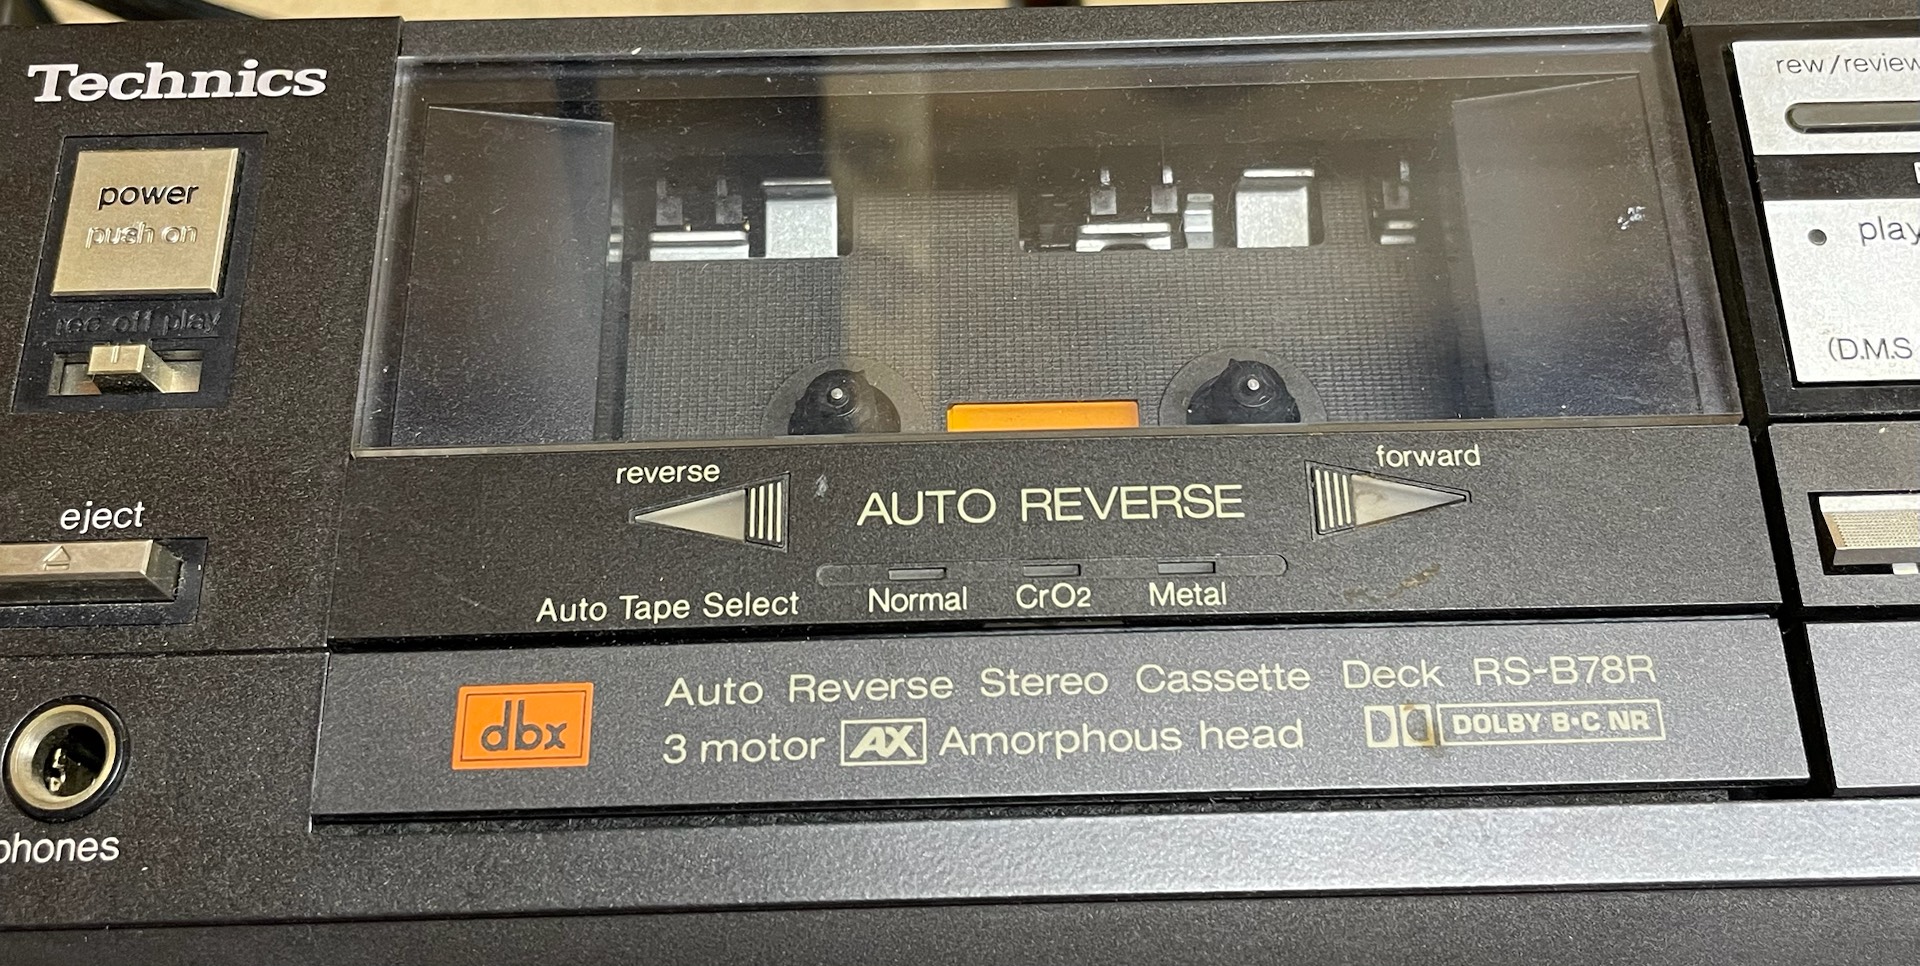 Technics
power
push on
rec off play
eject
phones
reverse
AUTO REVERSE
forward
Auto Tape Select
Normal
CrO2
Metal
dbx
Auto Reverse Stereo Cassette Deck RS-B78R
3 motor AX Amorphous head
DOLBY B·C NR
rew/review
play
(D.M.S